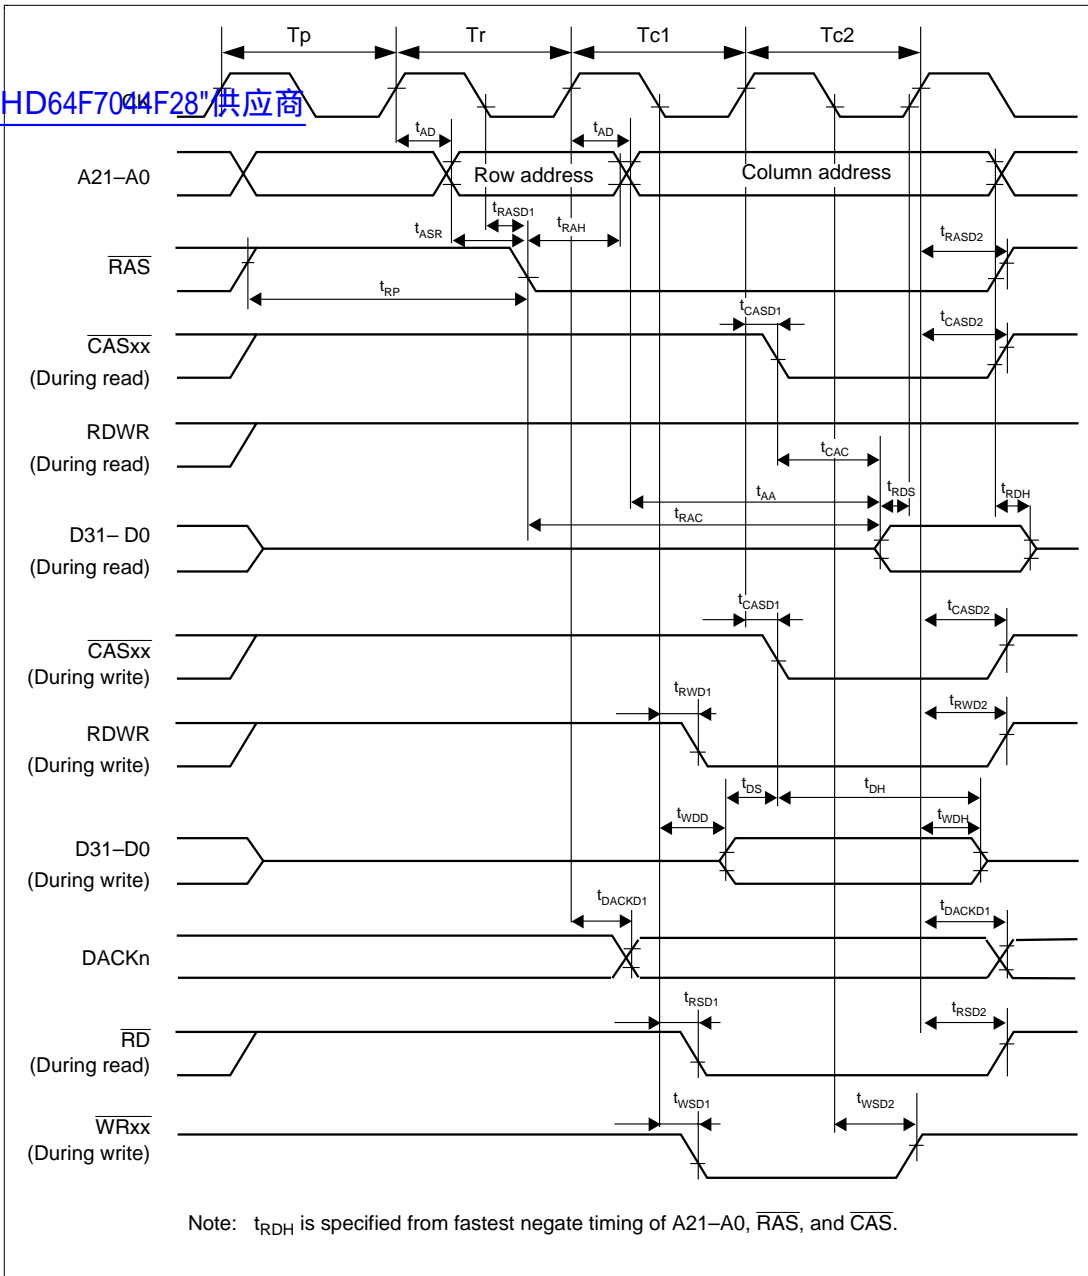 Tp Tr Tc1 Tc2
HD64F7044F28"供应商
CK
tAD tAD
A21–A0 Row address Column address
tRASD1
tASR tRAH tRASD2
RAS
tRP
tCASD1 tCASD2
CASxx
(During read)
RDWR
(During read)
tCAC
tAA tRDS tRDH
tRAC
D31– D0
(During read)
tCASD1 tCASD2
CASxx
(During write)
tRWD1 tRWD2
RDWR
(During write)
tDS tDH
tWDD tWDH
D31–D0
(During write)
tDACKD1 tDACKD1
DACKn
tRSD1 tRSD2
RD
(During read)
tWSD1 tWSD2
WRxx
(During write)
Note: tRDH is specified from fastest negate timing of A21–A0, RAS, and CAS.